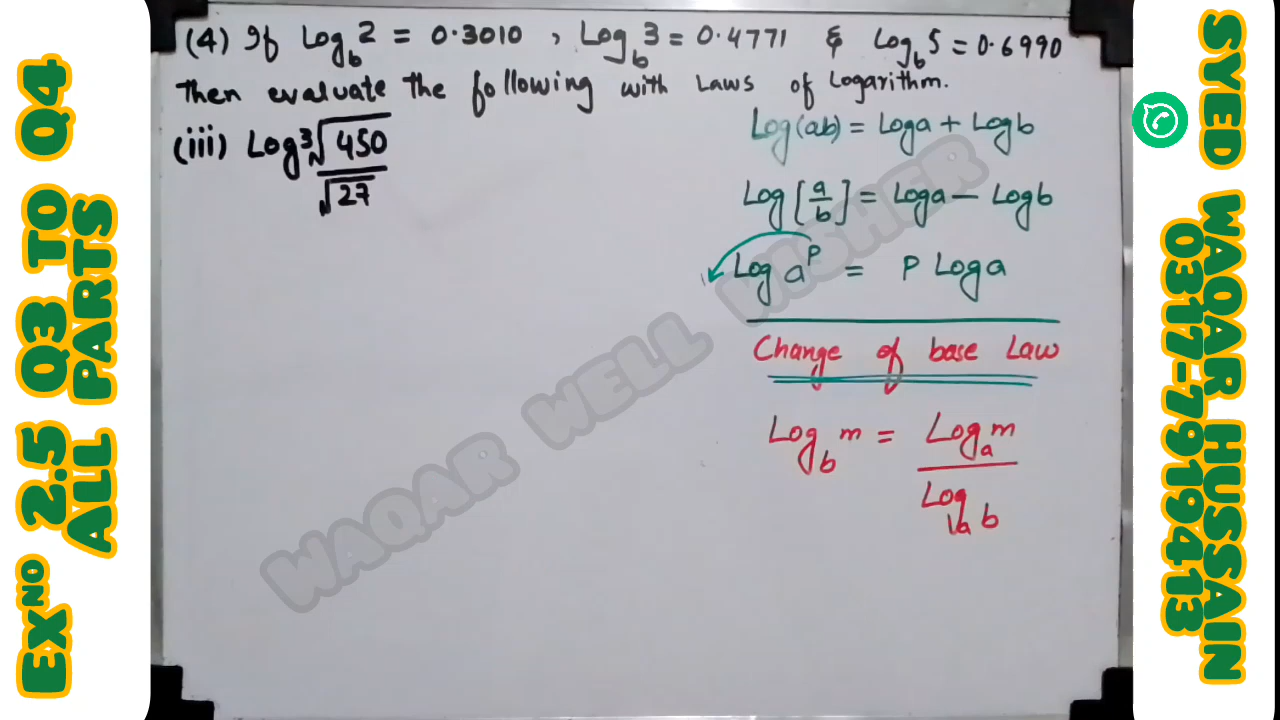 (4) If Log_b 2 = 0.3010 , Log_b 3 = 0.4771 & Log_b 5 = 0.6990
Then evaluate the following with Laws of Logarithm.
(iii) Log ³√450
√27
Log(ab) = Loga + Logb
Log [a/b] = Loga − Logb
Log a^P = P Loga
Change of base Law
Log_b m = Log_a m
Log_a b
WAQAR WELL WISHER
EX^NO 2.5 Q3 TO Q4
ALL PARTS
SYED WAQAR HUSSAIN
0317-7919413